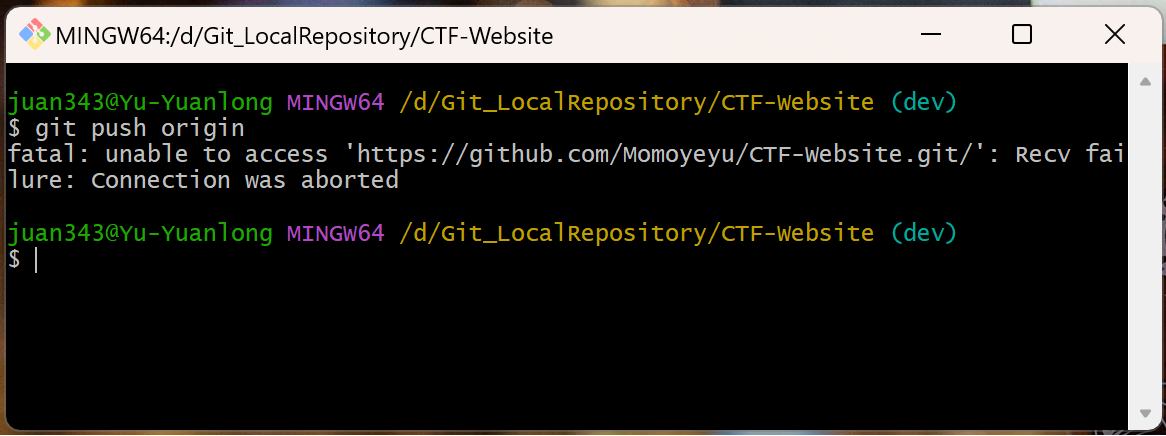 MINGW64:/d/Git_LocalRepository/CTF-Website
juan343@Yu-Yuanlong MINGW64 /d/Git_LocalRepository/CTF-Website (dev)
$ git push origin
fatal: unable to access 'https://github.com/Momoyeyu/CTF-Website.git/': Recv fai
lure: Connection was aborted
juan343@Yu-Yuanlong MINGW64 /d/Git_LocalRepository/CTF-Website (dev)
$